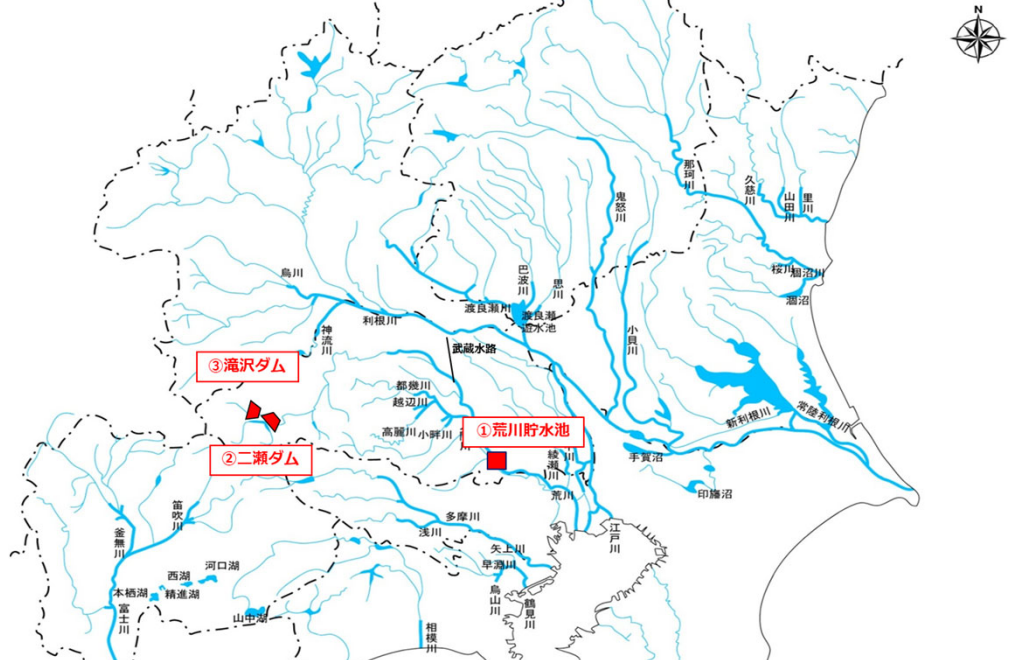 N
那珂川
久慈川
山田川
里川
鬼怒川
桜川
涸沼川
涸沼
烏川
巴波川
思川
渡良瀬川
渡良瀬
遊水池
利根川
神流川
小貝川
武蔵水路
③滝沢ダム
都幾川
越辺川
高麗川
小畔川
①荒川貯水池
新利根川
常陸利根川
②二瀬ダム
綾瀬川
川
手賀沼
印旛沼
荒川
笛吹川
釜無川
多摩川
浅川
江戸川
矢上川
早淵川
河口湖
西湖
本栖湖
精進湖
富士川
山中湖
鳥山川
鶴見川
相模川